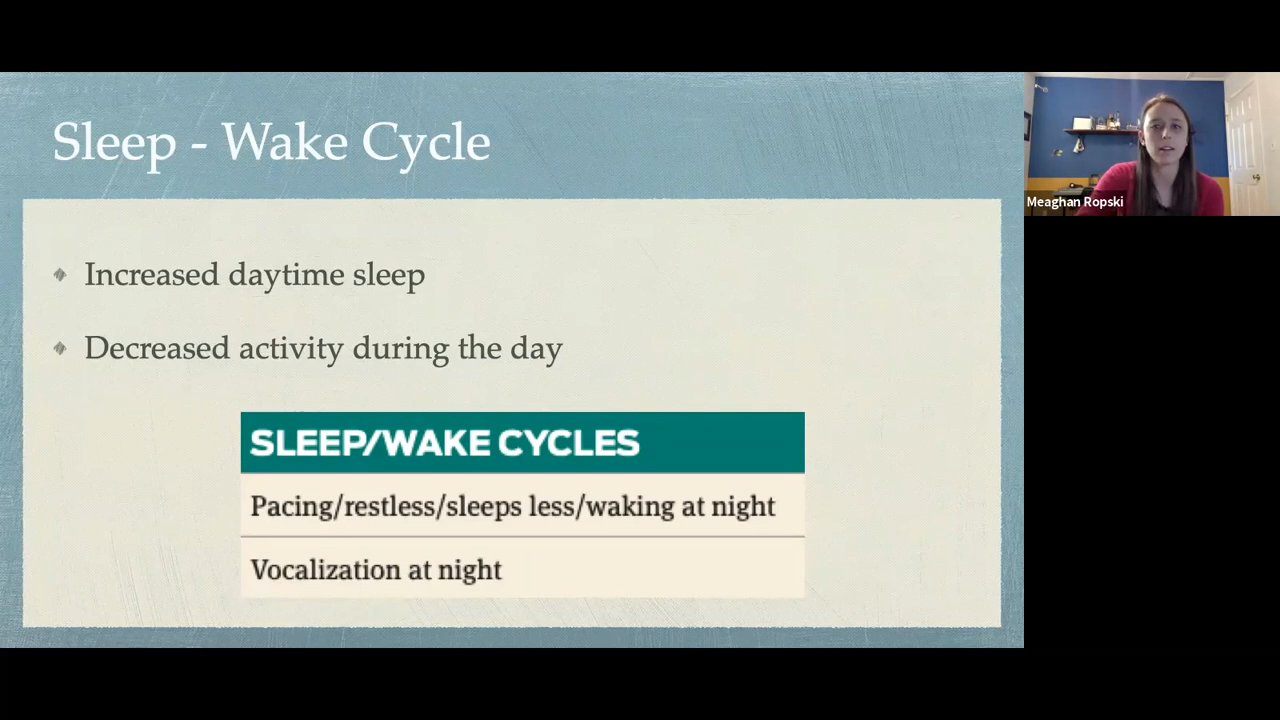 Sleep - Wake Cycle
Increased daytime sleep
Decreased activity during the day
SLEEP/WAKE CYCLES
Pacing/restless/sleeps less/waking at night
Vocalization at night
Meaghan Ropski